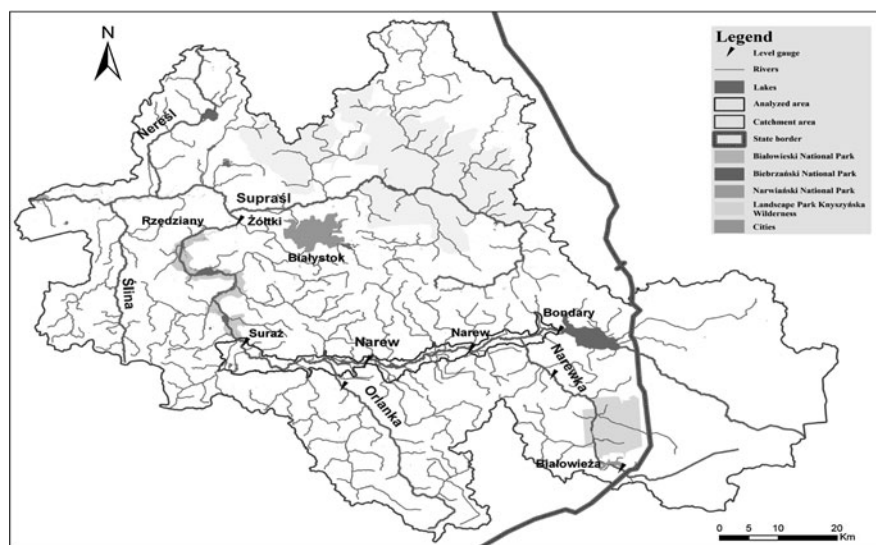 N
Legend
Level gauge
Rivers
Lakes
Analyzed area
Catchment area
State border
Białowieski National Park
Biebrzański National Park
Narwiański National Park
Landscape Park Knyszyńska
Wilderness
Cities
Nereśl
Supraśl
Rzędziany
Żółtki
Białystok
Ślina
Bondary
Suraż
Narew
Narew
Narewka
Orlanka
Białowieża
0 5 10 20
Km